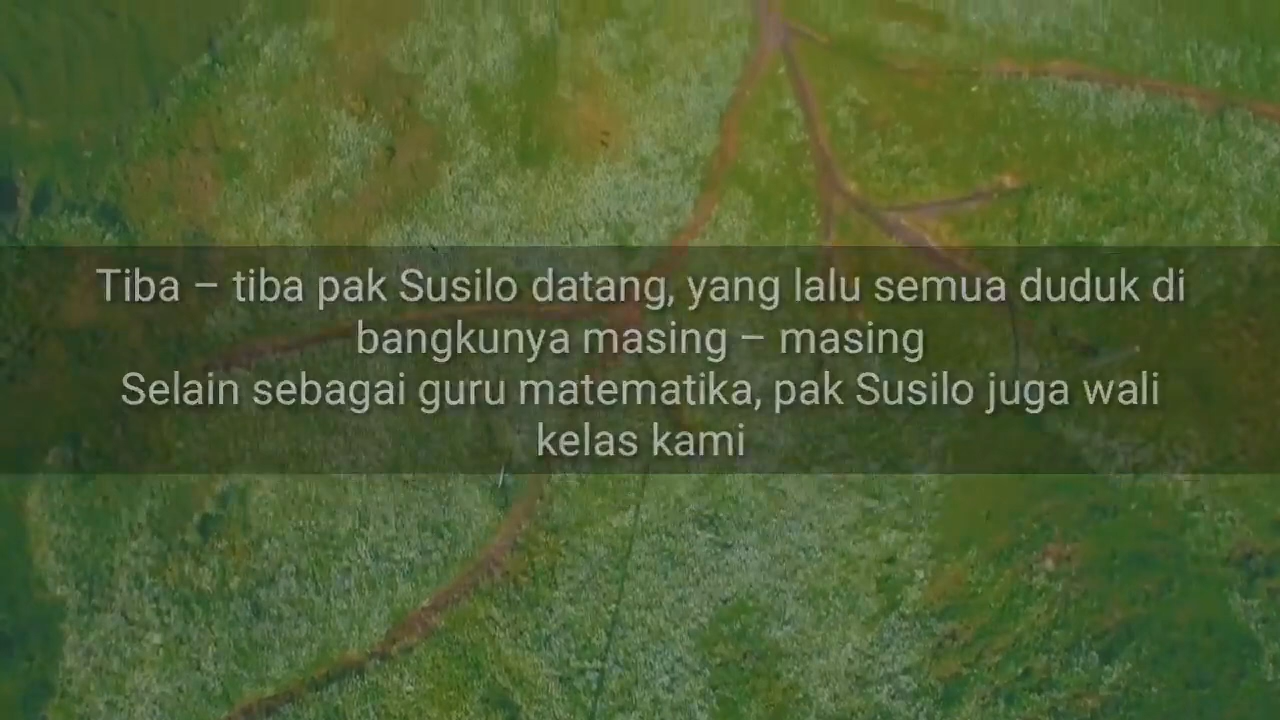 Tiba – tiba pak Susilo datang, yang lalu semua duduk di
bangkunya masing – masing
Selain sebagai guru matematika, pak Susilo juga wali
kelas kami